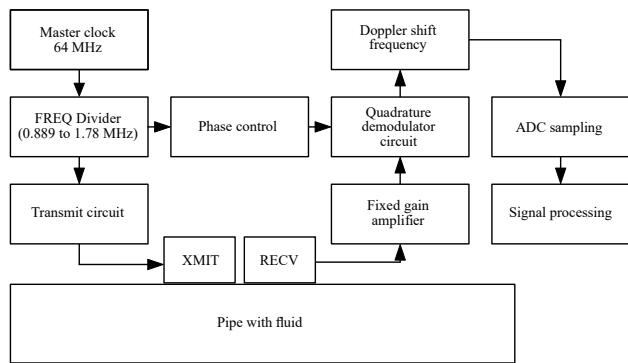 Master clock
64 MHz
Doppler shift
frequency
FREQ Divider
(0.889 to 1.78 MHz)
Phase control
Quadrature
demodulator
circuit
ADC sampling
Transmit circuit
Fixed gain
amplifier
Signal processing
XMIT
RECV
Pipe with fluid